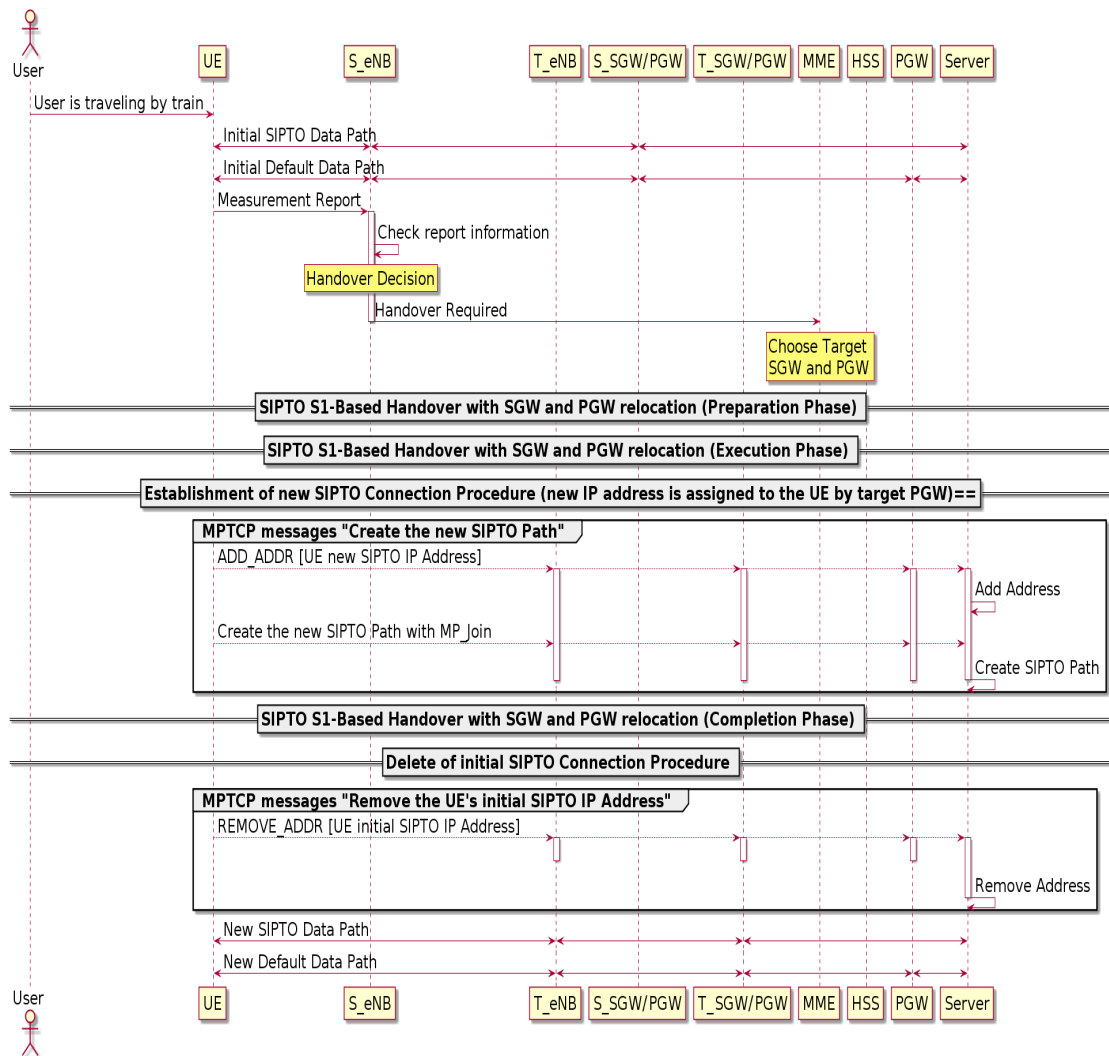 User
UE
S_eNB
T_eNB
S_SGW/PGW
T_SGW/PGW
MME
HSS
PGW
Server
User is traveling by train
Initial SIPTO Data Path
Initial Default Data Path
Measurement Report
Check report information
Handover Decision
Handover Required
Choose Target
SGW and PGW
SIPTO S1-Based Handover with SGW and PGW relocation (Preparation Phase)
SIPTO S1-Based Handover with SGW and PGW relocation (Execution Phase)
Establishment of new SIPTO Connection Procedure (new IP address is assigned to the UE by target PGW)==
MPTCP messages "Create the new SIPTO Path"
ADD_ADDR [UE new SIPTO IP Address]
Add Address
Create the new SIPTO Path with MP_Join
Create SIPTO Path
SIPTO S1-Based Handover with SGW and PGW relocation (Completion Phase)
Delete of initial SIPTO Connection Procedure
MPTCP messages "Remove the UE's initial SIPTO IP Address"
REMOVE_ADDR [UE initial SIPTO IP Address]
Remove Address
New SIPTO Data Path
New Default Data Path
User
UE
S_eNB
T_eNB
S_SGW/PGW
T_SGW/PGW
MME
HSS
PGW
Server